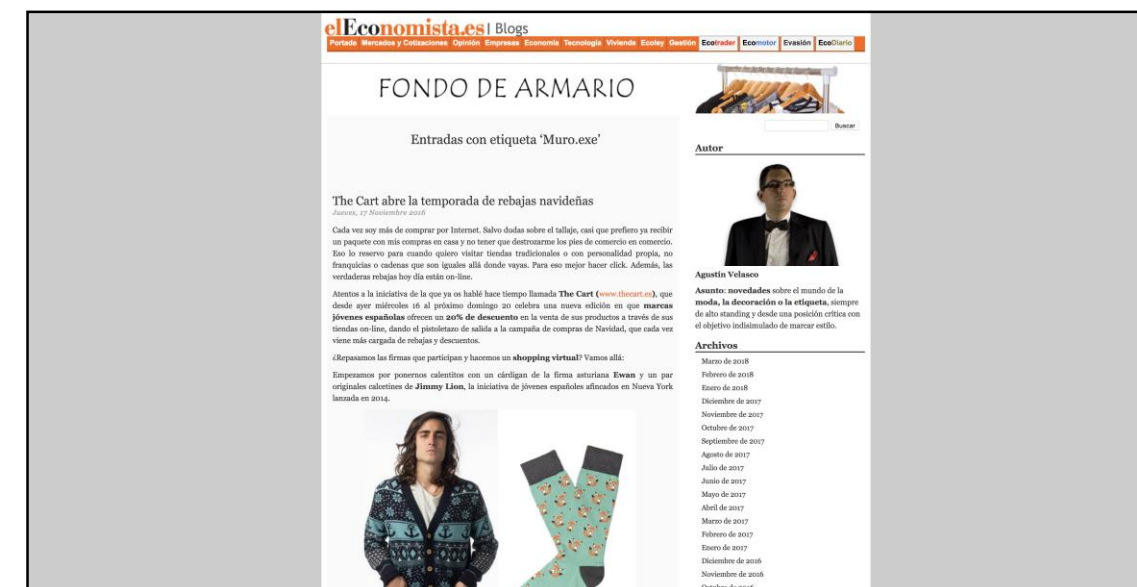 elEconomista.es | Blogs
Portada Mercados y Cotizaciones Opinión Empresas Economía Tecnología Vivienda Ecoley Gestión Ecotrader Ecomotor Evasión EcoDiario
FONDO DE ARMARIO
Buscar
Entradas con etiqueta ‘Muro.exe’
The Cart abre la temporada de rebajas navideñas
Jueves, 17 Noviembre 2016
Cada vez soy más de comprar por Internet. Salvo dudas sobre el tallaje, casi que prefiero ya recibir
un paquete con mis compras en casa y no tener que destrozarme los pies de comercio en comercio.
Eso lo reservo para cuando quiero visitar tiendas tradicionales o con personalidad propia, no
franquicias o cadenas que son iguales allá donde vayas. Para eso mejor hacer click. Además, las
verdaderas rebajas hoy día están on-line.
Atentos a la iniciativa de la que ya os hablé hace tiempo llamada The Cart (www.thecart.es), que
desde ayer miércoles 16 al próximo domingo 20 celebra una nueva edición en que marcas
jóvenes españolas ofrecen un 20% de descuento en la venta de sus productos a través de sus
tiendas on-line, dando el pistoletazo de salida a la campaña de compras de Navidad, que cada vez
viene más cargada de rebajas y descuentos.
¿Repasamos las firmas que participan y hacemos un shopping virtual? Vamos allá:
Empezamos por ponernos calentitos con un cárdigan de la firma asturiana Ewan y un par
originales calcetines de Jimmy Lion, la iniciativa de jóvenes españoles afincados en Nueva York
lanzada en 2014.
Autor
Agustín Velasco
Asunto: novedades sobre el mundo de la
moda, la decoración o la etiqueta, siempre
de alto standing y desde una posición crítica con
el objetivo indisimulado de marcar estilo.
Archivos
Marzo de 2018
Febrero de 2018
Enero de 2018
Diciembre de 2017
Noviembre de 2017
Octubre de 2017
Septiembre de 2017
Agosto de 2017
Julio de 2017
Junio de 2017
Mayo de 2017
Abril de 2017
Marzo de 2017
Febrero de 2017
Enero de 2017
Diciembre de 2016
Noviembre de 2016
Octubre de 2016